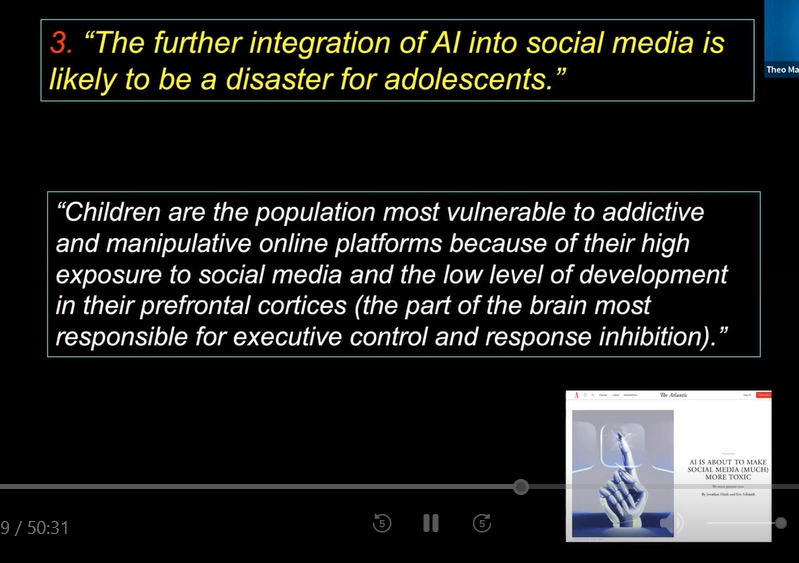 3. “The further integration of AI into social media is
likely to be a disaster for adolescents.”
Theo Ma
“Children are the population most vulnerable to addictive
and manipulative online platforms because of their high
exposure to social media and the low level of development
in their prefrontal cortices (the part of the brain most
responsible for executive control and response inhibition).”
The Atlantic
AI IS ABOUT TO MAKE
SOCIAL MEDIA (MUCH)
MORE TOXIC
By Jonathan Haidt and Eric Schmidt
9 / 50:31
5
5